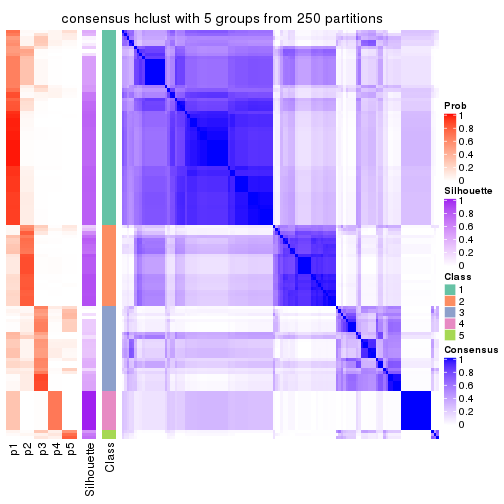 consensus hclust with 5 groups from 250 partitions
Prob
1
0.8
0.6
0.4
0.2
0
Silhouette
1
0.8
0.6
0.4
0.2
0
Class
1
2
3
4
5
Consensus
1
0.8
0.6
0.4
0.2
0
p1
p2
p3
p4
p5
Silhouette
Class